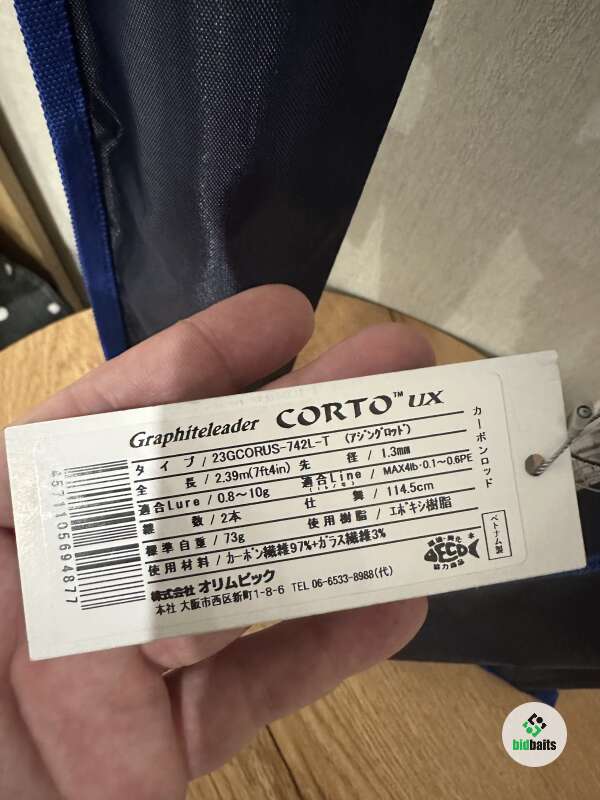 Graphiteleader CORTO™ UX
タイプ / 23GCORUS-742L-T (アジングロッド)
全長 / 2.39m(7ft4in) 先径 / 1.3mm
適合Lure / 0.8〜10g 適合Line / MAX4lb・0.1〜0.6PE
継数 / 2本 仕舞 / 114.5cm
標準自重 / 73g 使用樹脂 / エポキシ樹脂
使用材料 / カーボン繊維97%+ガラス繊維3%
株式会社 オリムピック
本社 大阪市西区新町1-8-6 TEL 06-6533-8988(代)
カーボンロッド
ベトナム製
ECO
4571105694877
bidbaits